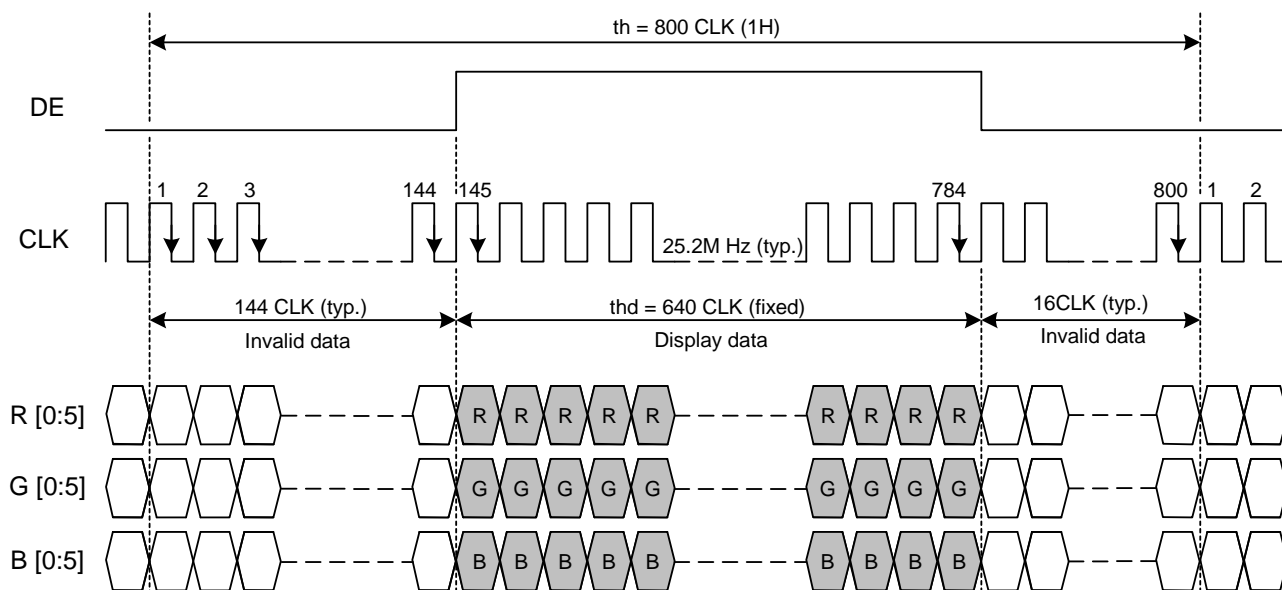 th = 800 CLK (1H)
DE
1 2 3 144 145 784 800 1 2
CLK
25.2M Hz (typ.)
144 CLK (typ.) thd = 640 CLK (fixed) 16CLK (typ.)
Invalid data Display data Invalid data
R [0:5] R R R R R R R R R
G [0:5] G G G G G G G G G
B [0:5] B B B B B B B B B